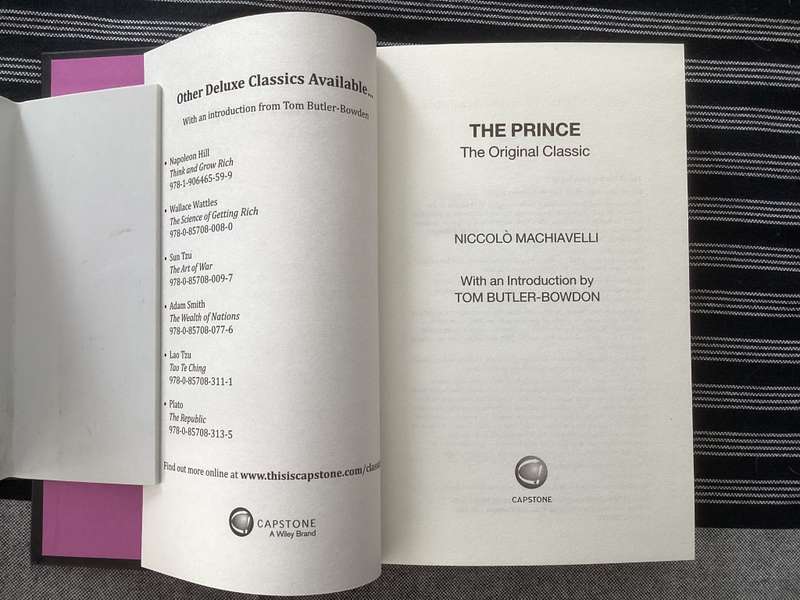 Other Deluxe Classics Available...
With an introduction from Tom Butler-Bowden
• Napoleon Hill
Think and Grow Rich
978-1-906465-59-9
• Wallace Wattles
The Science of Getting Rich
978-0-85708-008-0
• Sun Tzu
The Art of War
978-0-85708-009-7
• Adam Smith
The Wealth of Nations
978-0-85708-077-6
• Lao Tzu
Tao Te Ching
978-0-85708-311-1
• Plato
The Republic
978-0-85708-313-5
Find out more online at www.thisiscapstone.com/classi
CAPSTONE
A Wiley Brand
THE PRINCE
The Original Classic
NICCOLÒ MACHIAVELLI
With an Introduction by
TOM BUTLER-BOWDON
CAPSTONE